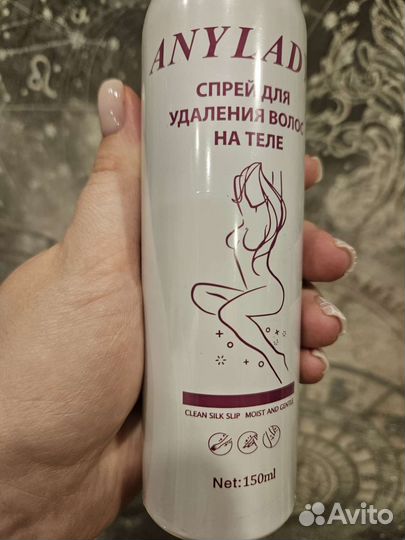 ANYLAD
СПРЕЙ ДЛЯ
УДАЛЕНИЯ ВОЛОС
НА ТЕЛЕ
CLEAN SILK SLIP MOIST AND GENTLE
Net:150ml
Avito